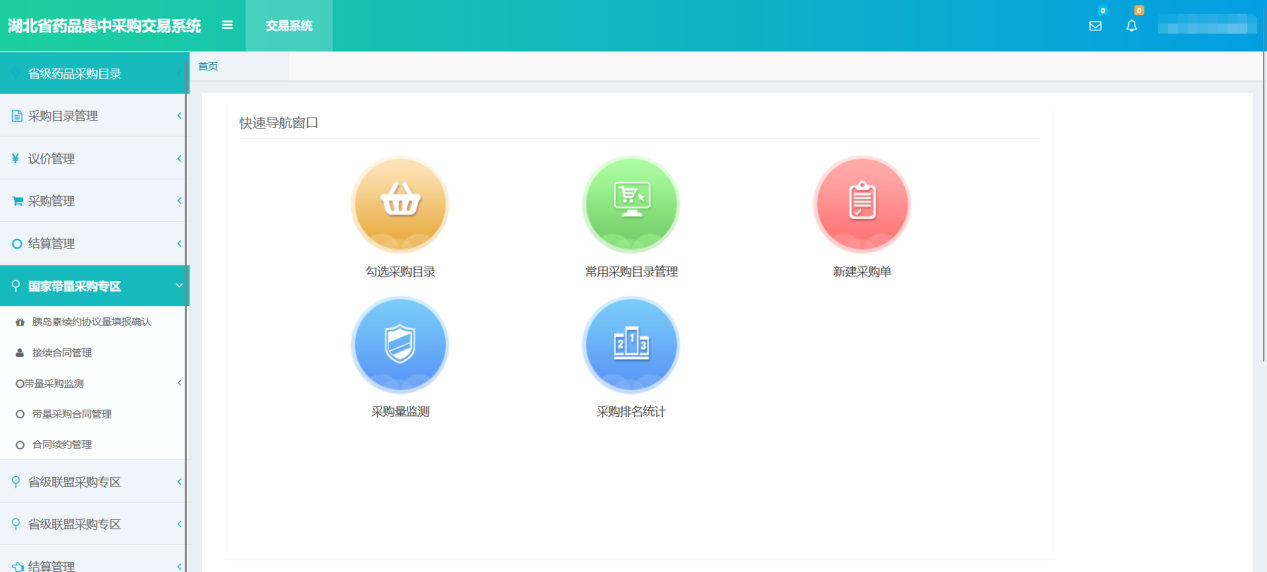 湖北省药品集中采购交易系统
交易系统
0
0
省级药品采购目录
首页
采购目录管理
议价管理
采购管理
结算管理
国家带量采购专区
胰岛素续约协议量填报确认
接续合同管理
带量采购监测
带量采购合同管理
合同续约管理
省级联盟采购专区
省级联盟采购专区
结算管理
快速导航窗口
勾选采购目录
常用采购目录管理
新建采购单
2 1 3
采购量监测
采购排名统计